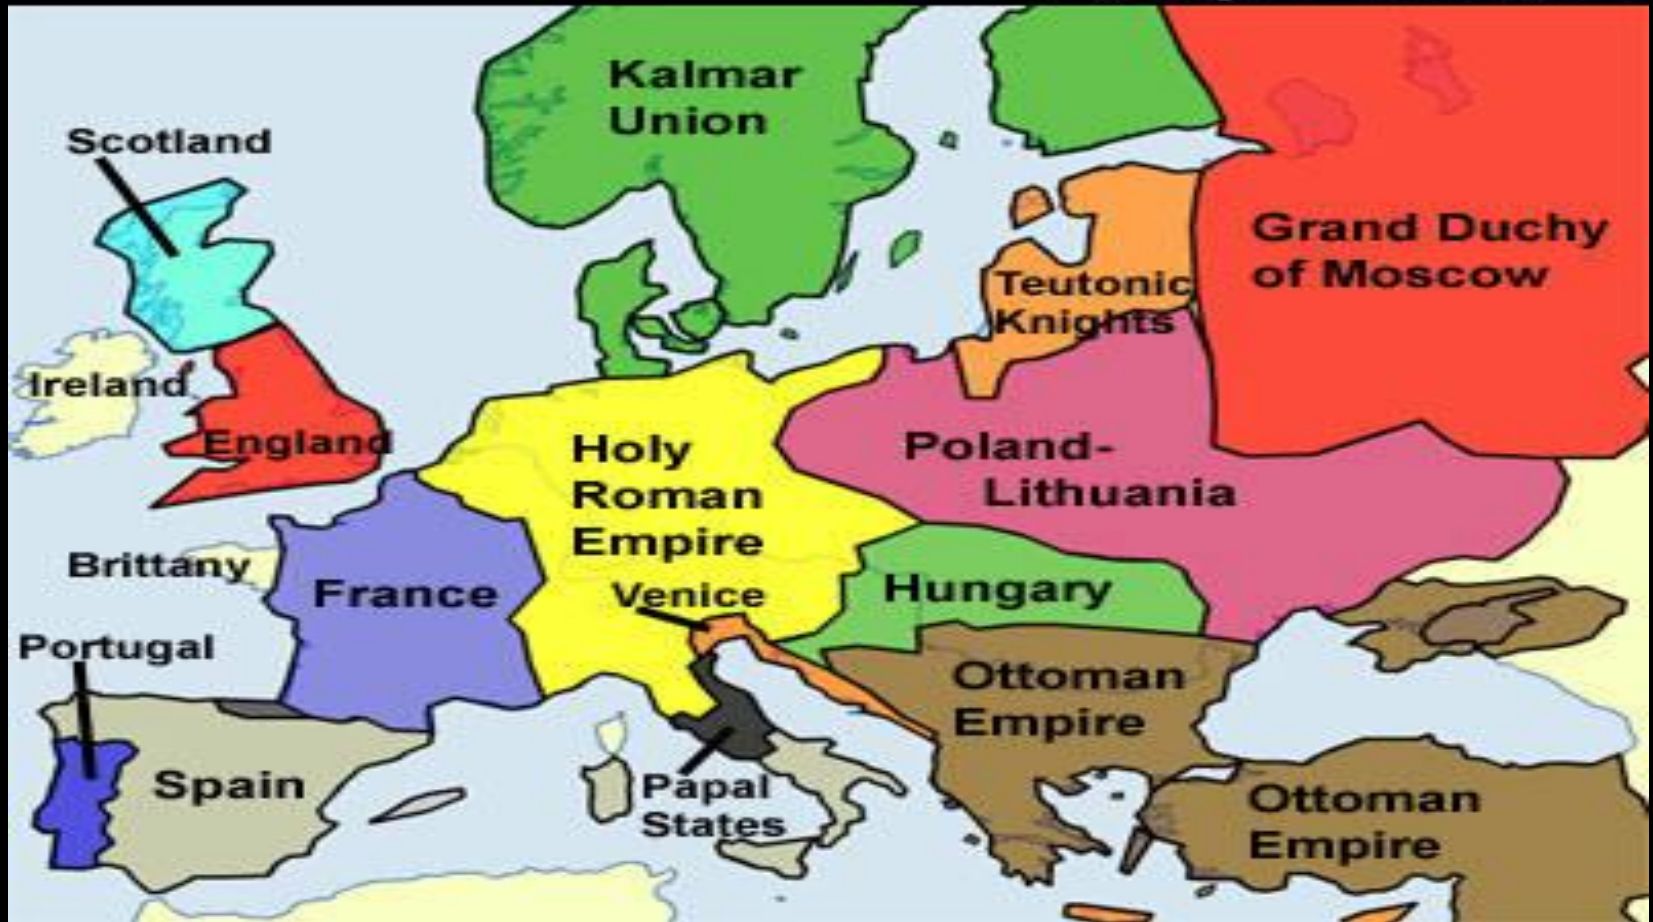 Kalmar
Union
Scotland
Grand Duchy
of Moscow
Teutonic
Knights
Ireland
England
Holy
Roman
Empire
Poland-
Lithuania
Brittany
France
Venice
Hungary
Portugal
Ottoman
Empire
Spain
Papal
States
Ottoman
Empire